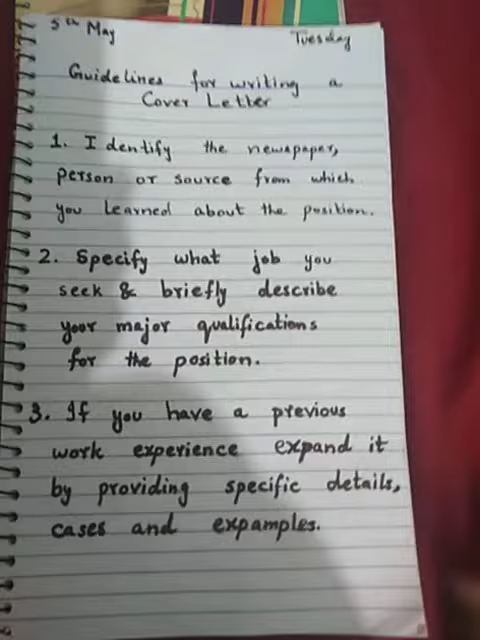 5th May Tuesday
Guidelines for writing a
Cover Letter
1. Identify the newspaper,
person or source from which
you learned about the position.
2. Specify what job you
seek & briefly describe
your major qualifications
for the position.
3. If you have a previous
work experience expand it
by providing specific details,
cases and expamples.